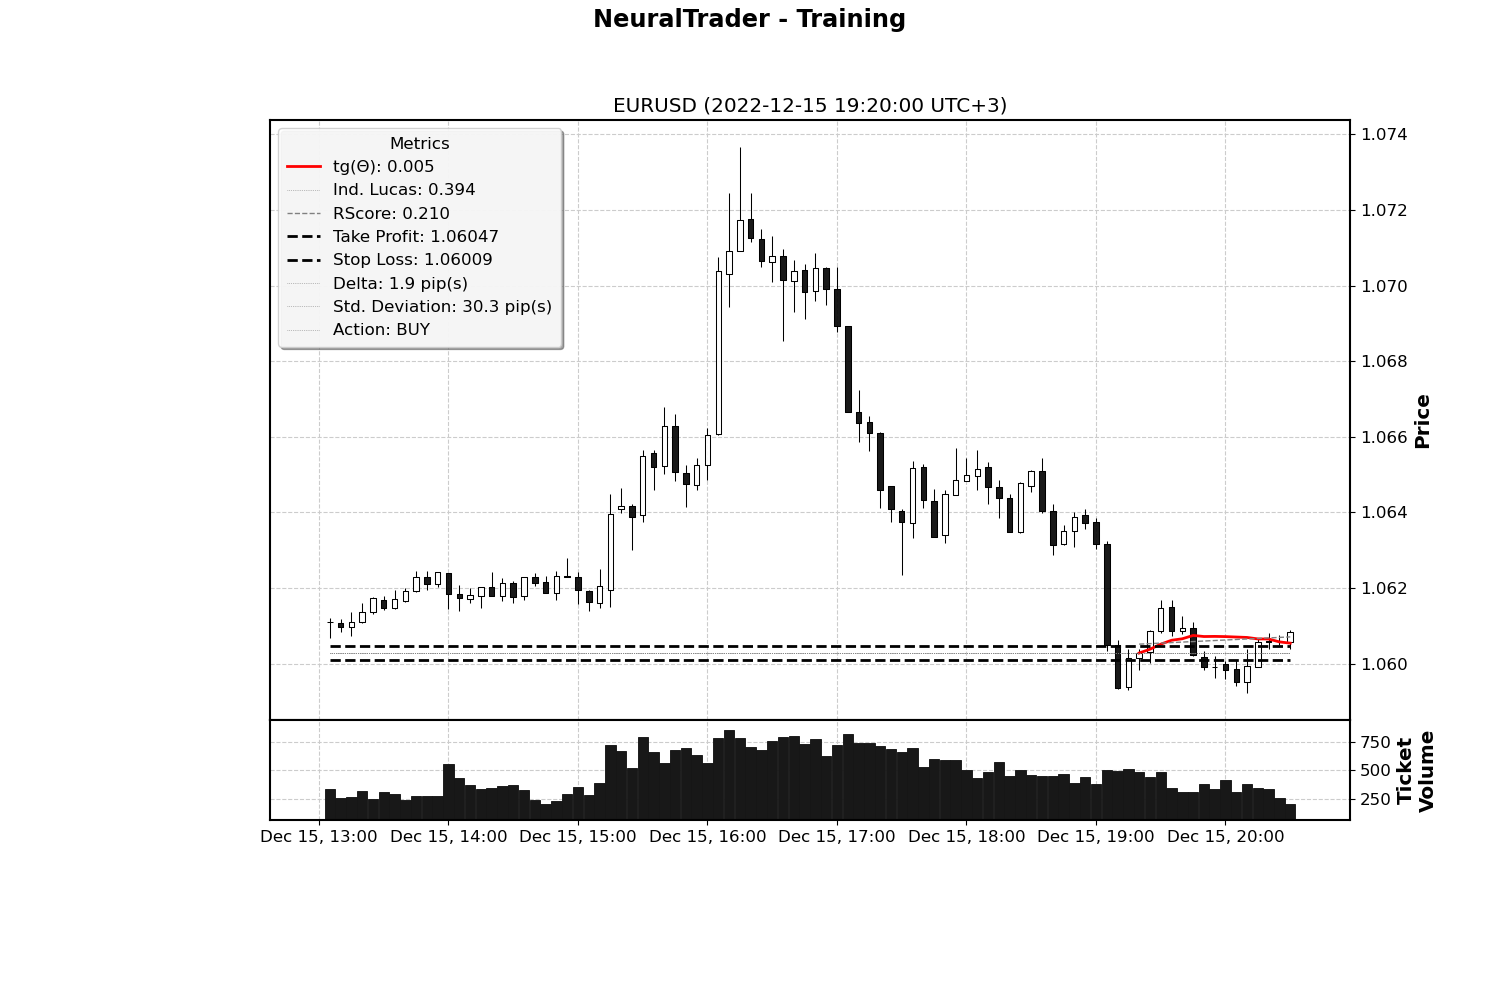 NeuralTrader - Training
EURUSD (2022-12-15 19:20:00 UTC+3)
Metrics
tg(Θ): 0.005
Ind. Lucas: 0.394
RScore: 0.210
Take Profit: 1.06047
Stop Loss: 1.06009
Delta: 1.9 pip(s)
Std. Deviation: 30.3 pip(s)
Action: BUY
1.074
1.072
1.070
1.068
1.066
1.064
1.062
1.060
Price
750
500
250
Ticket
Volume
Dec 15, 13:00 Dec 15, 14:00 Dec 15, 15:00 Dec 15, 16:00 Dec 15, 17:00 Dec 15, 18:00 Dec 15, 19:00 Dec 15, 20:00